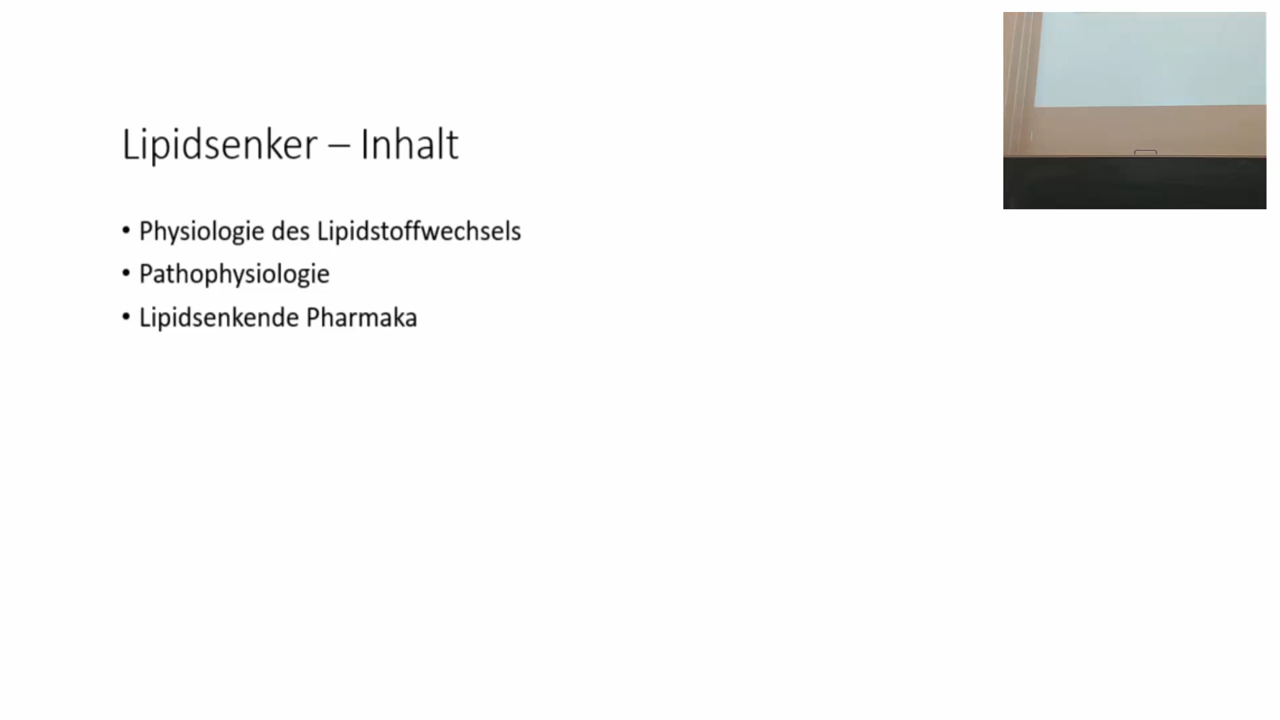 Lipidsenker – Inhalt
• Physiologie des Lipidstoffwechsels
• Pathophysiologie
• Lipidsenkende Pharmaka